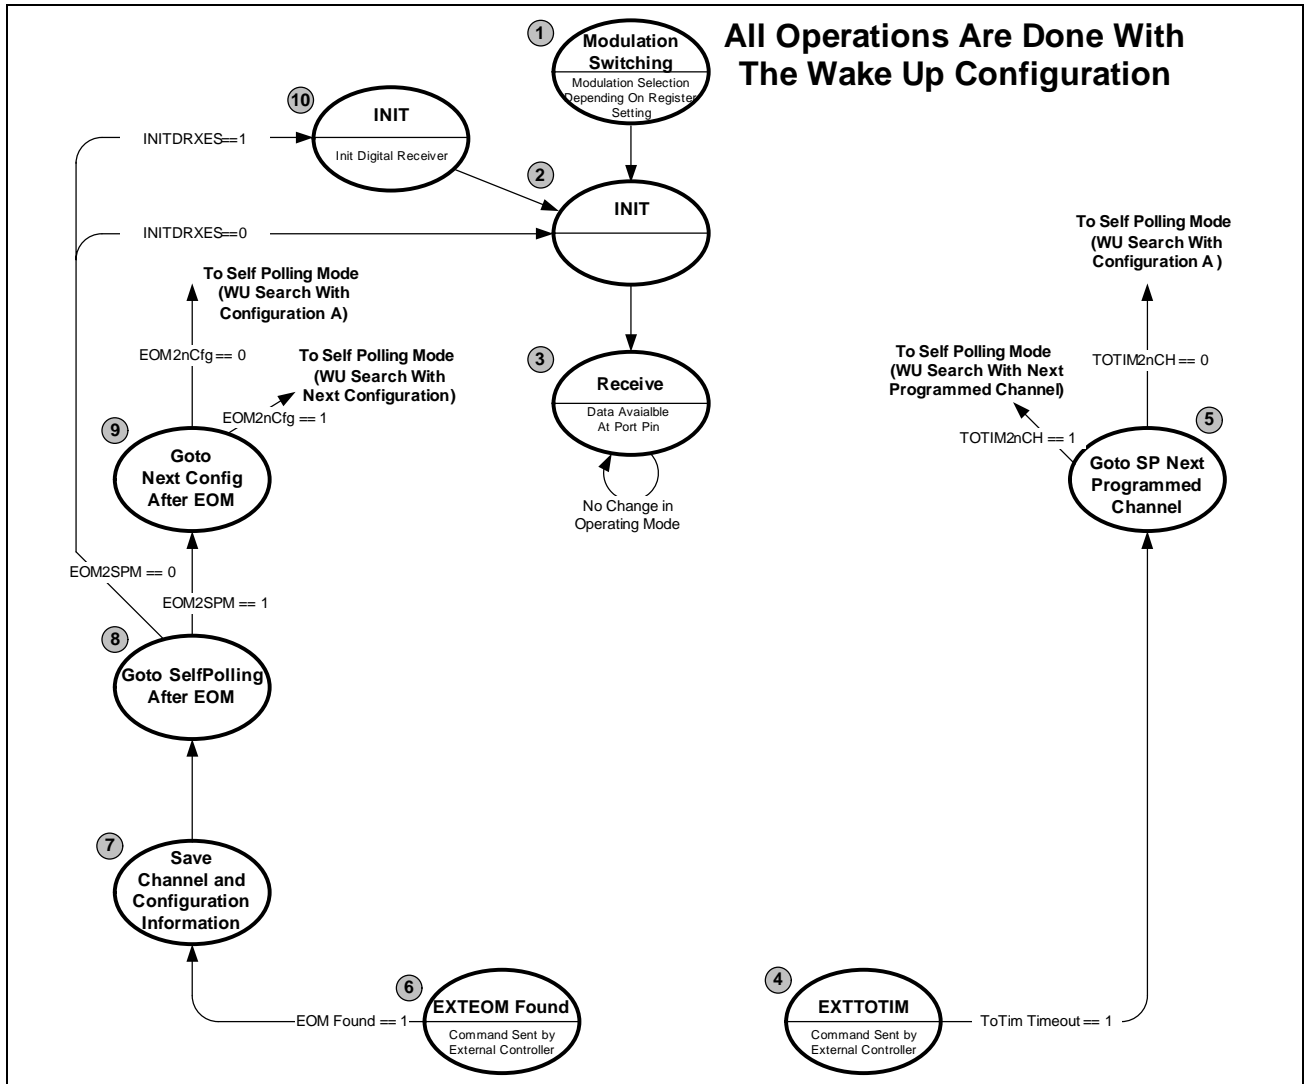 All Operations Are Done With
The Wake Up Configuration
1
Modulation
Switching
Modulation Selection
Depending On Register
Setting
10
INIT
Init Digital Receiver
INITDRXES==1
2
INIT
INITDRXES==0
To Self Polling Mode
(WU Search With
Configuration A)
EOM2nCfg == 0
To Self Polling Mode
(WU Search With
Next Configuration)
EOM2nCfg == 1
3
Receive
Data Avaialble
At Port Pin
No Change in
Operating Mode
To Self Polling Mode
(WU Search With
Configuration A )
TOTIM2nCH == 0
To Self Polling Mode
(WU Search With Next
Programmed Channel)
TOTIM2nCH == 1
5
Goto SP Next
Programmed
Channel
9
Goto
Next Config
After EOM
EOM2SPM == 0
EOM2SPM == 1
8
Goto SelfPolling
After EOM
7
Save
Channel and
Configuration
Information
EOM Found == 1
6
EXTEOM Found
Command Sent by
External Controller
4
EXTTOTIM
Command Sent by
External Controller
ToTim Timeout == 1